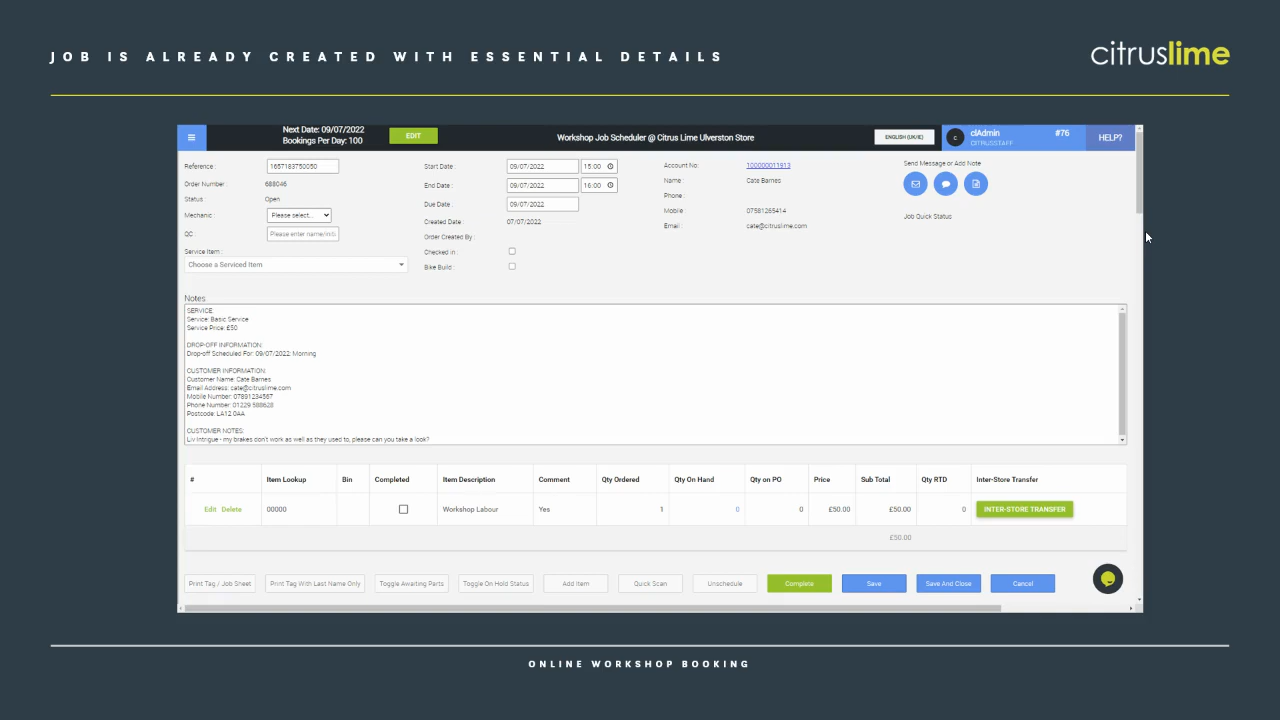 JOB IS ALREADY CREATED WITH ESSENTIAL DETAILS
citruslime
Next Date: 09/07/2022
Bookings Per Day: 100
EDIT
Workshop Job Scheduler @ Citrus Lime Ulverston Store
ENGLISH (UK/IE)
c
clAdmin
CITRUSSTAFF
#76
HELP?
Reference :
1657183750050
Order Number :
683046
Status :
Open
Mechanic :
Please select...
QC :
Please enter name/initi
Service Item :
Choose a Serviced Item
Start Date :
09/07/2022
15:00
End Date :
09/07/2022
16:00
Due Date :
09/07/2022
Created Date :
07/07/2022
Order Created By :
Checked in :
Bike Build :
Account No:
100000011913
Name :
Cate Barnes
Phone :
Mobile
07581265414
Email :
cate@citruslime.com
Send Message or Add Note
Job Quick Status
Notes
SERVICE
Service: Basic Service
Service Price: £50
DROP-OFF INFORMATION:
Drop-off Scheduled For: 09/07/2022: Morning
CUSTOMER INFORMATION:
Customer Name: Cate Barnes
Email Address: cate@citruslime.com
Mobile Number: 07891234567
Phone Number: 01229 588628
Postcode: LA12 0AA
CUSTOMER NOTES:
Liv Intrigue - my brakes don't work as well as they used to, please can you take a look?
# Item Lookup Bin Completed Item Description Comment Qty Ordered Qty On Hand Qty on PO Price Sub Total Qty RTD Inter-Store Transfer
Edit Delete 00000 Workshop Labour Yes 1 0 0 £50.00 £50.00 0 INTER-STORE TRANSFER
£50.00
Print Tag / Job Sheet Print Tag With Last Name Only Toggle Awaiting Parts Toggle On Hold Status Add Item Quick Scan Unschedule Complete Save Save And Close Cancel
ONLINE WORKSHOP BOOKING